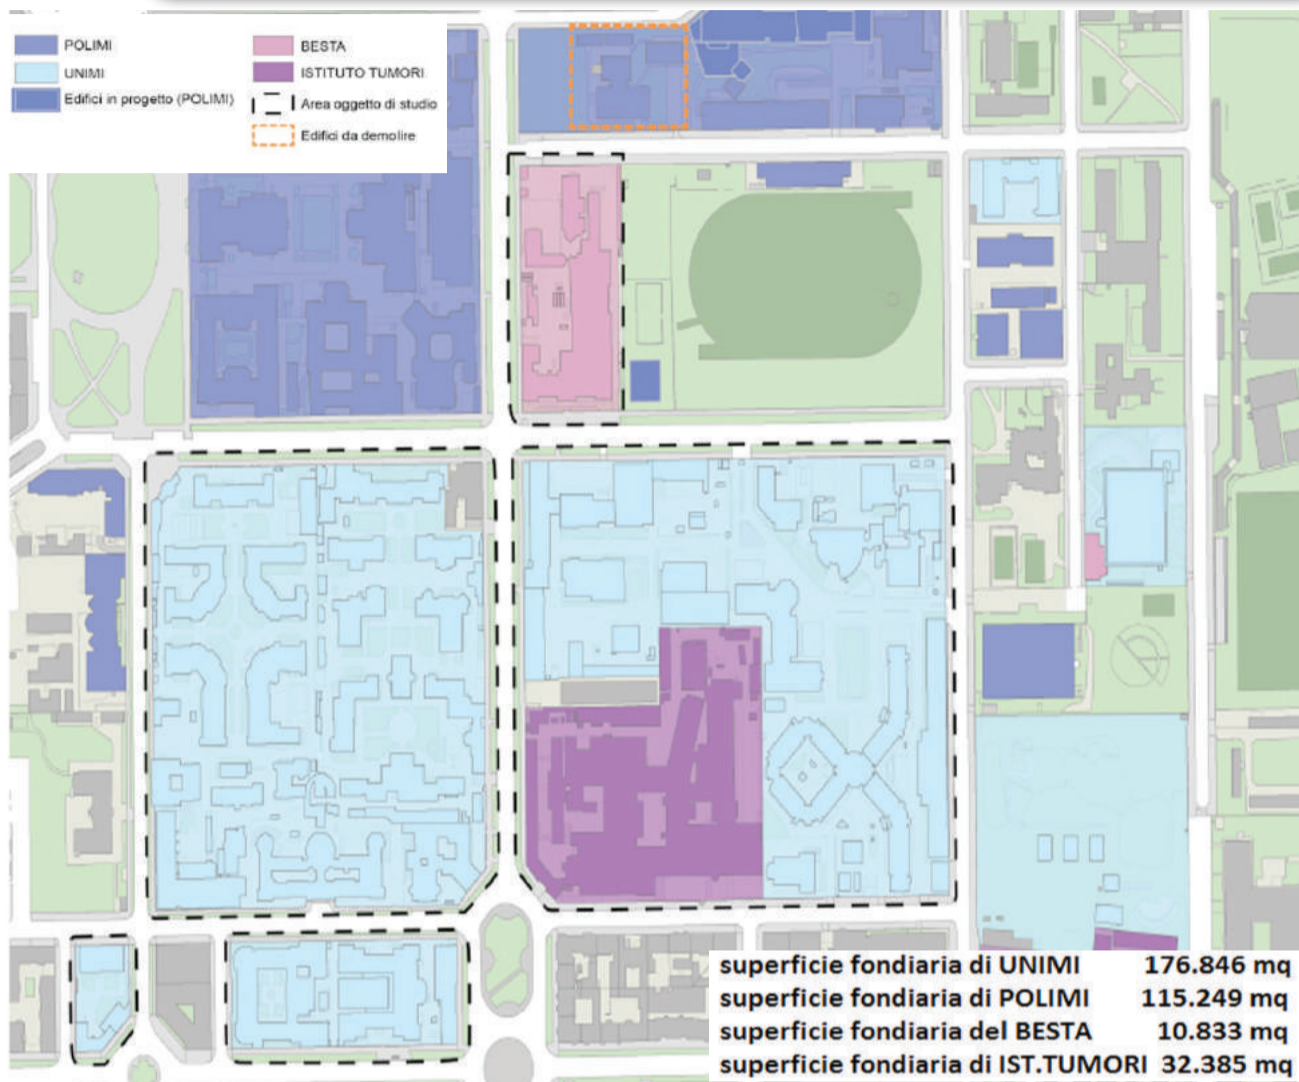 POLIMI
UNIMI
Edifici in progetto (POLIMI)
BESTA
ISTITUTO TUMORI
Area oggetto di studio
Edifici da demolire
superficie fondiaria di UNIMI 176.846 mq
superficie fondiaria di POLIMI 115.249 mq
superficie fondiaria del BESTA 10.833 mq
superficie fondiaria di IST.TUMORI 32.385 mq